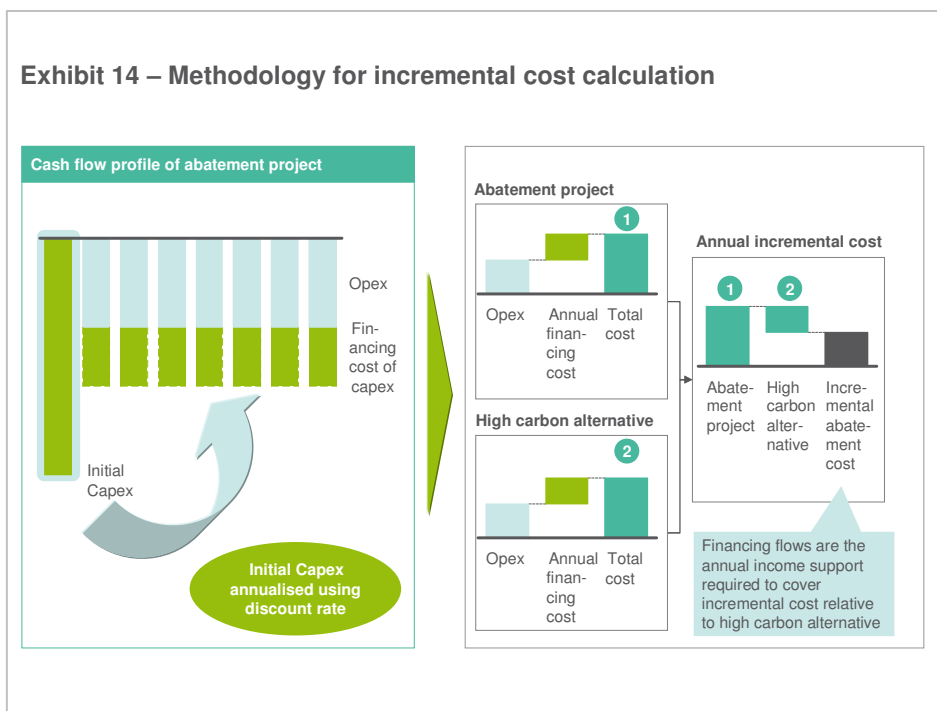 Exhibit 14 – Methodology for incremental cost calculation
Cash flow profile of abatement project
Opex
Fin-
ancing
cost of
capex
Initial
Capex
Initial Capex
annualised using
discount rate
Abatement project
1
Opex
Annual
finan-
cing
cost
Total
cost
High carbon alternative
2
Opex
Annual
finan-
cing
cost
Total
cost
Annual incremental cost
1
2
Abate-
ment
project
High
carbon
alter-
native
Incre-
mental
abate-
ment
cost
Financing flows are the
annual income support
required to cover
incremental cost relative
to high carbon alternative